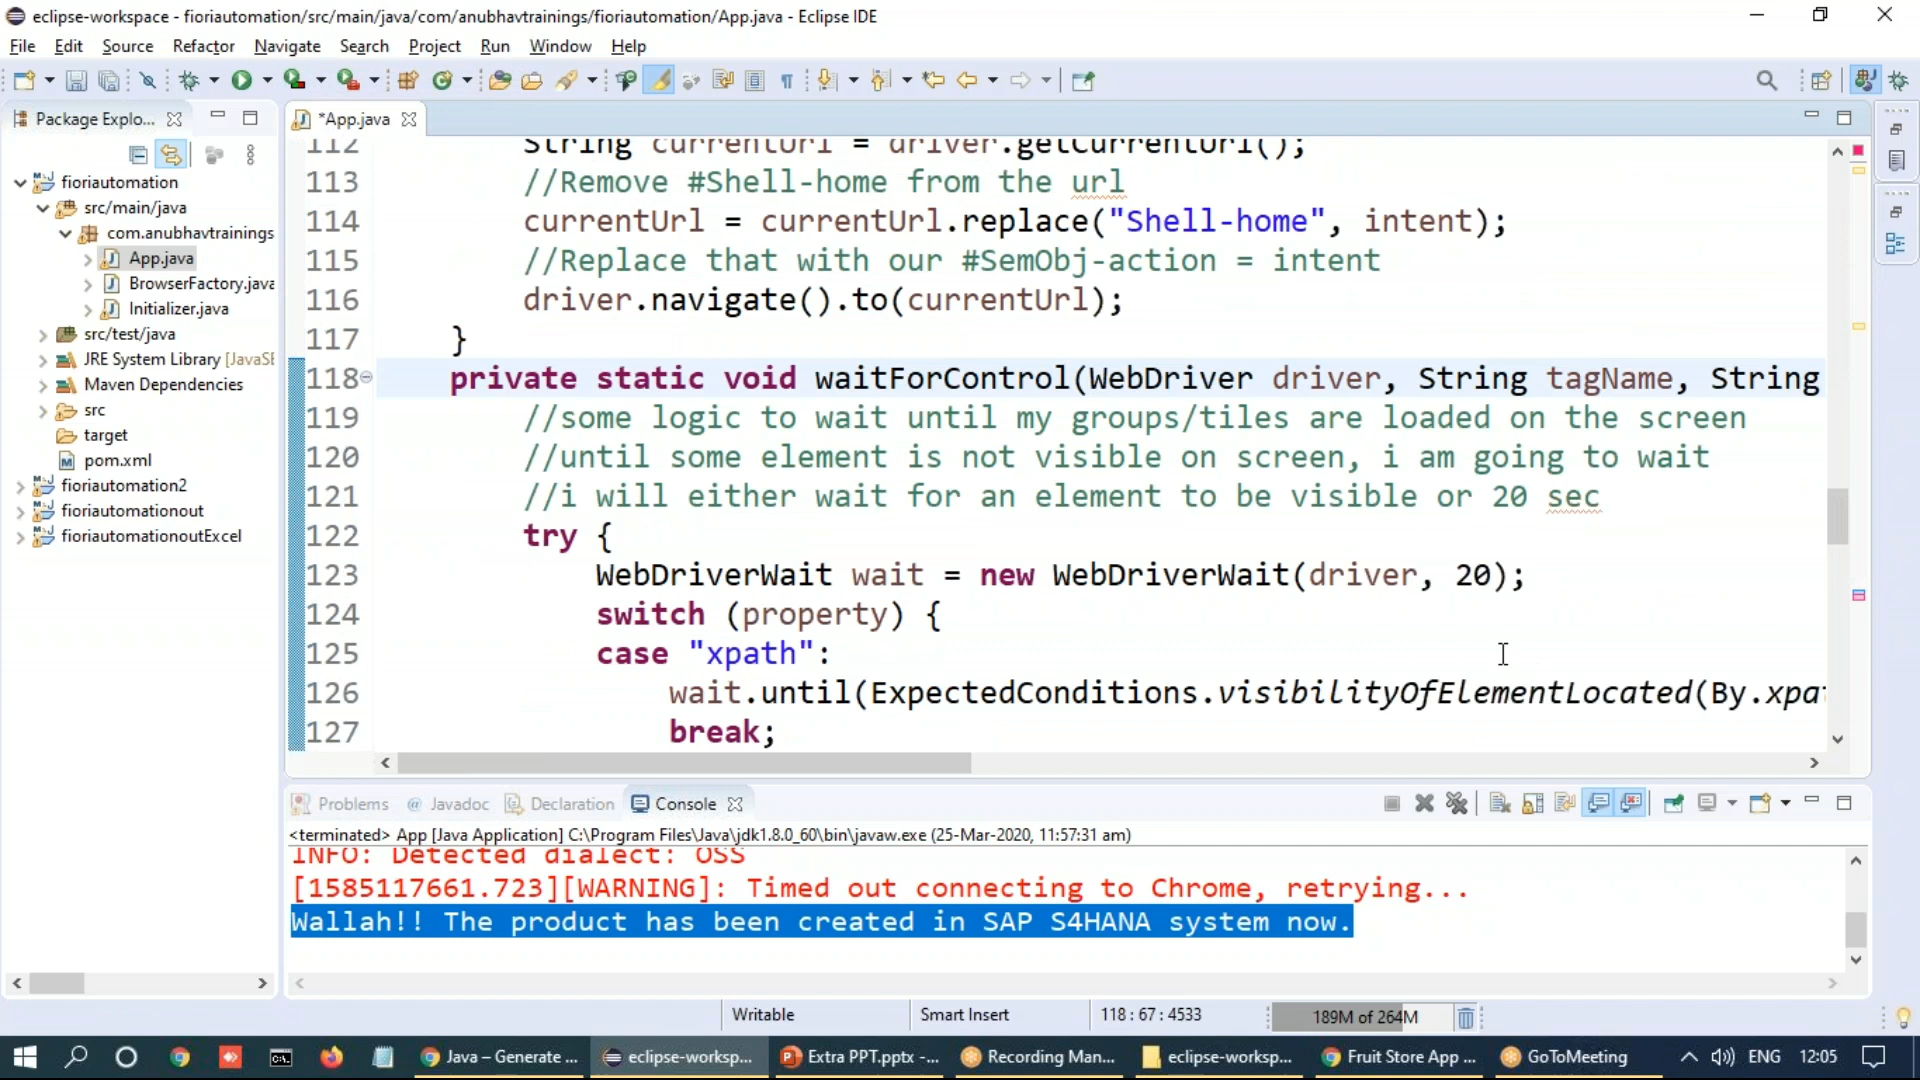 eclipse-workspace - fioriautomation/src/main/java/com/anubhavtrainings/fioriautomation/App.java - Eclipse IDE
File Edit Source Refactor Navigate Search Project Run Window Help
Package Explo...
*App.java
fioriautomation
src/main/java
com.anubhavtrainings
App.java
BrowserFactory.java
Initializer.java
src/test/java
JRE System Library [JavaSE
Maven Dependencies
src
target
pom.xml
fioriautomation2
fioriautomationout
fioriautomationoutExcel
112 String currentUrl = driver.getCurrentUrl();
113 //Remove #Shell-home from the url
114 currentUrl = currentUrl.replace("Shell-home", intent);
115 //Replace that with our #SemObj-action = intent
116 driver.navigate().to(currentUrl);
117 }
118 private static void waitForControl(WebDriver driver, String tagName, String
119 //some logic to wait until my groups/tiles are loaded on the screen
120 //until some element is not visible on screen, i am going to wait
121 //i will either wait for an element to be visible or 20 sec
122 try {
123 WebDriverWait wait = new WebDriverWait(driver, 20);
124 switch (property) {
125 case "xpath":
126 wait.until(ExpectedConditions.visibilityOfElementLocated(By.xpa
127 break;
Problems @ Javadoc Declaration Console
<terminated> App [Java Application] C:\Program Files\Java\jdk1.8.0_60\bin\javaw.exe (25-Mar-2020, 11:57:31 am)
INFO: Detected dialect: OSS
[1585117661.723][WARNING]: Timed out connecting to Chrome, retrying...
Wallah!! The product has been created in SAP S4HANA system now.
Writable Smart Insert 118 : 67 : 4533 189M of 264M
Java – Generate ... eclipse-worksp... Extra PPT.pptx -... Recording Man... eclipse-worksp... Fruit Store App ... GoToMeeting ENG 12:05